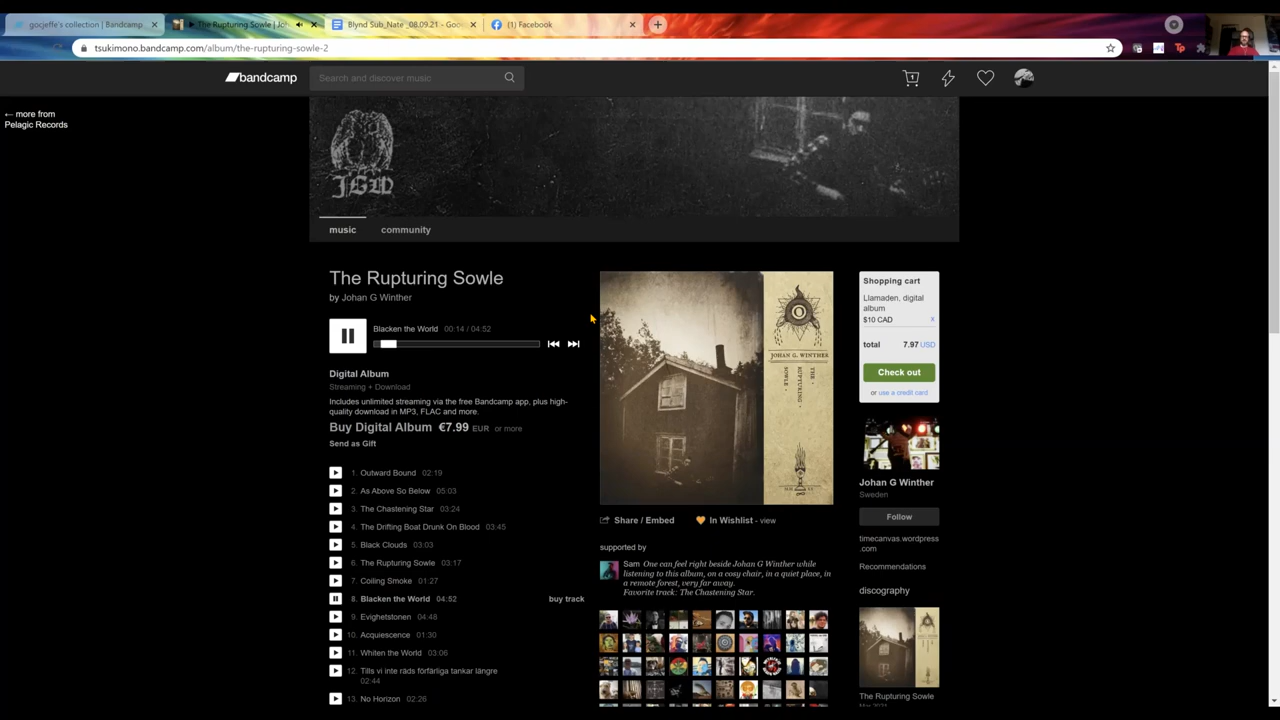 gocjeffe's collection | Bandcamp
The Rupturing Sowle | Joh
Blynd Sub_Nate_08.09.21 - Goo
(1) Facebook
tsukimono.bandcamp.com/album/the-rupturing-sowle-2
bandcamp
Search and discover music
1
← more from
Pelagic Records
JGW
music
community
The Rupturing Sowle
by Johan G Winther
Blacken the World 00:14 / 04:52
Digital Album
Streaming + Download
Includes unlimited streaming via the free Bandcamp app, plus high-
quality download in MP3, FLAC and more.
Buy Digital Album €7.99 EUR or more
Send as Gift
1. Outward Bound 02:19
2. As Above So Below 05:03
3. The Chastening Star 03:24
4. The Drifting Boat Drunk On Blood 03:45
5. Black Clouds 03:03
6. The Rupturing Sowle 03:17
7. Coiling Smoke 01:27
8. Blacken the World 04:52 buy track
9. Evighetstonen 04:46
10. Acquiescence 01:30
11. Whiten the World 03:06
12. Tills vi inte räds förfärliga tankar längre
02:44
13. No Horizon 02:26
JOHAN G. WINTHER
THE
RUPTURING
SOWLE
Share / Embed
In Wishlist - view
supported by
Sam One can feel right beside Johan G Winther while
listening to this album, on a cosy chair, in a quiet place, in
a remote forest, very far away.
Favorite track: The Chastening Star.
Shopping cart
Llamaden, digital
album
$10 CAD x
total 7.97 USD
Check out
or use a credit card
Johan G Winther
Sweden
Follow
timecanvas.wordpress
.com
Recommendations
discography
The Rupturing Sowle